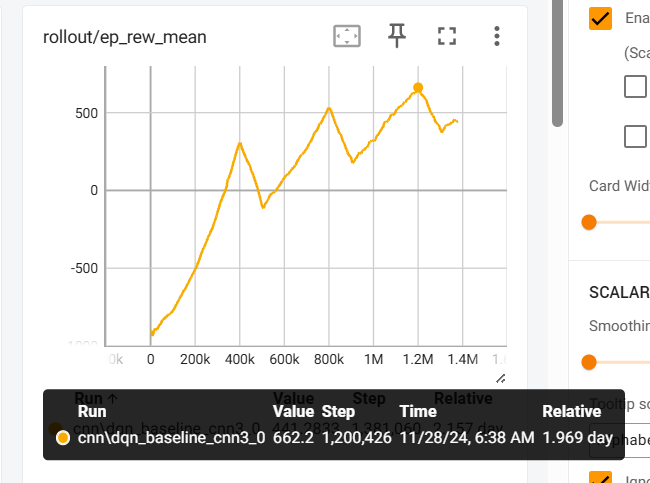 rollout/ep_rew_mean
500
0
-500
-1000
0k
0
200k
400k
600k
800k
1M
1.2M
1.4M
1.
Run ↑ Value Step Relative
cnn\dqn_baseline_cnn3_0 441.2833 1,381,060 2.157 day
Run Value Step Time Relative
cnn\dqn_baseline_cnn3_0 662.2 1,200,426 11/28/24, 6:38 AM 1.969 day
Ena
(Sca
Card Wid
SCALAR
Smoothin
Tooltip so
phabe
Igno